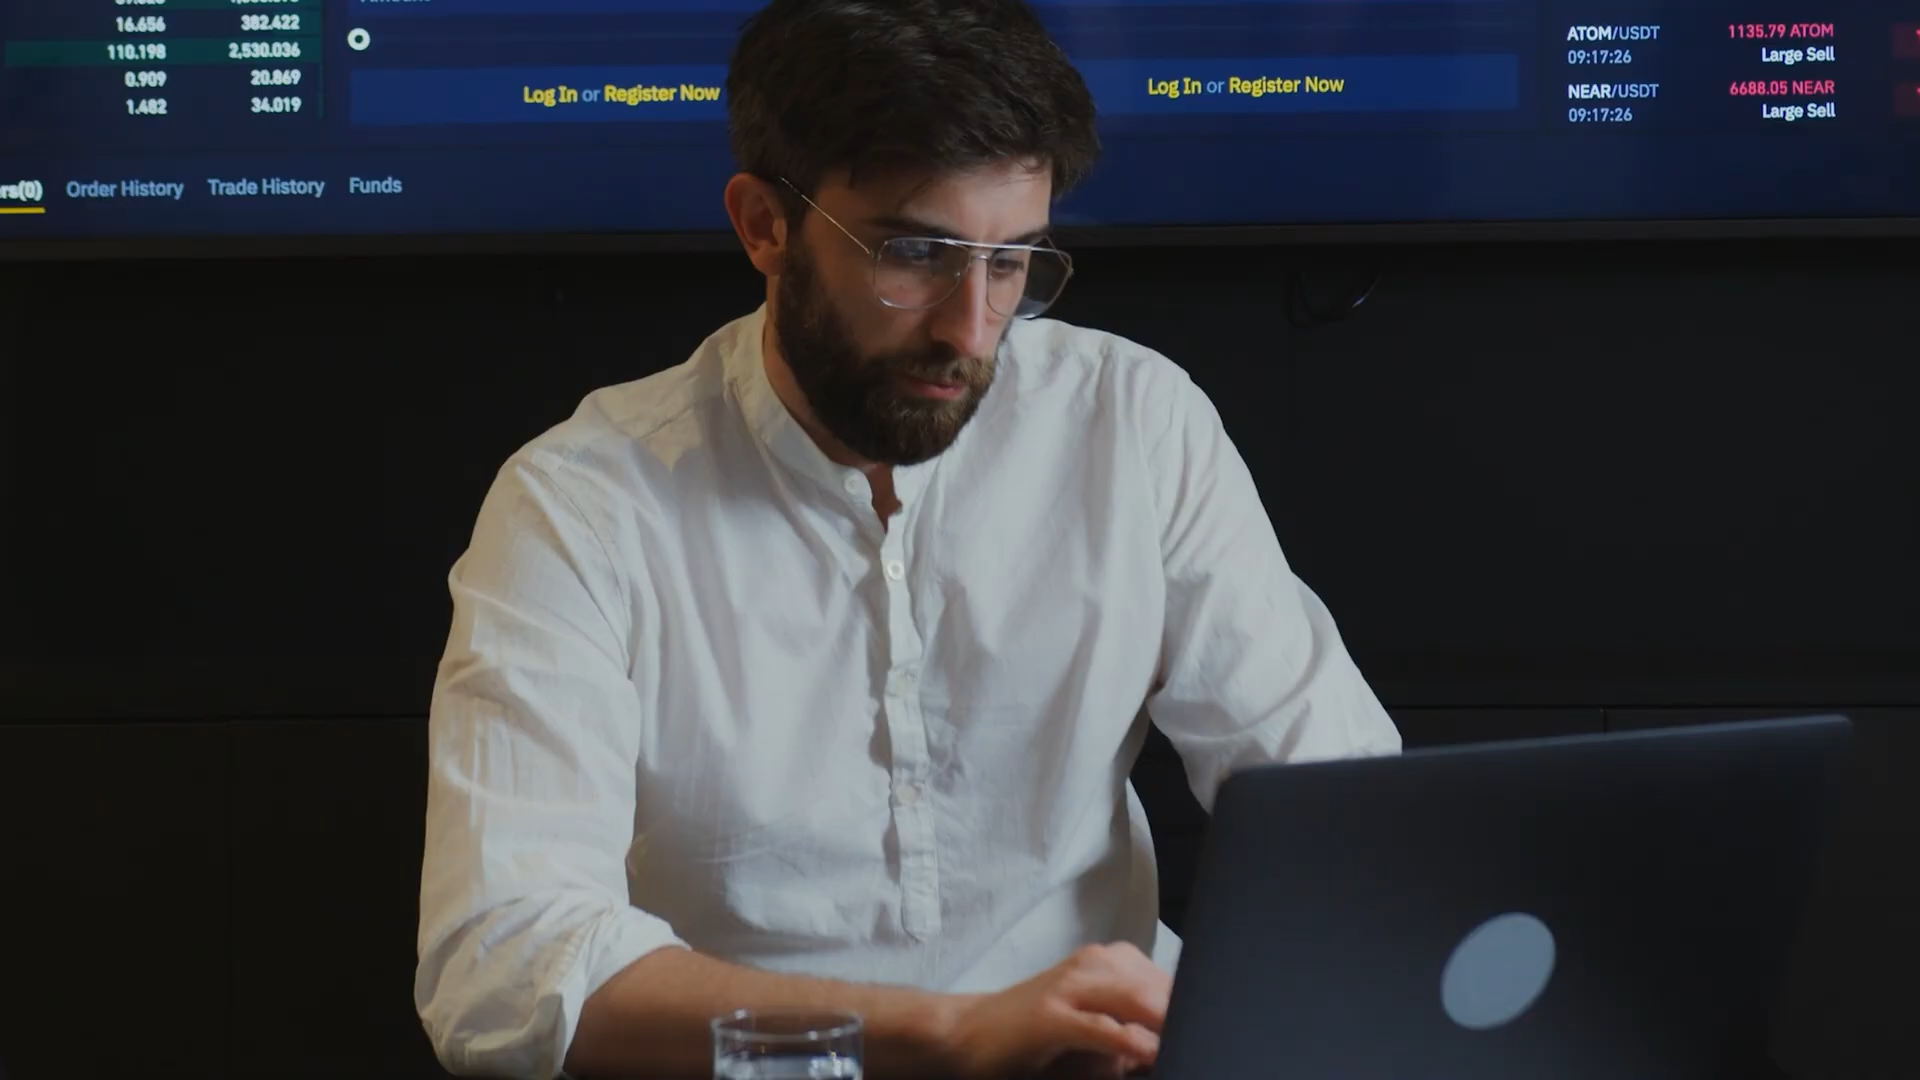 16.656 382.422
110.198 2,530.036
0.909 20.869
1.482 34.019
Log In or Register Now
Log In or Register Now
ATOM/USDT 1135.79 ATOM
09:17:26 Large Sell
NEAR/USDT 6688.05 NEAR
09:17:26 Large Sell
rs(0) Order History Trade History Funds